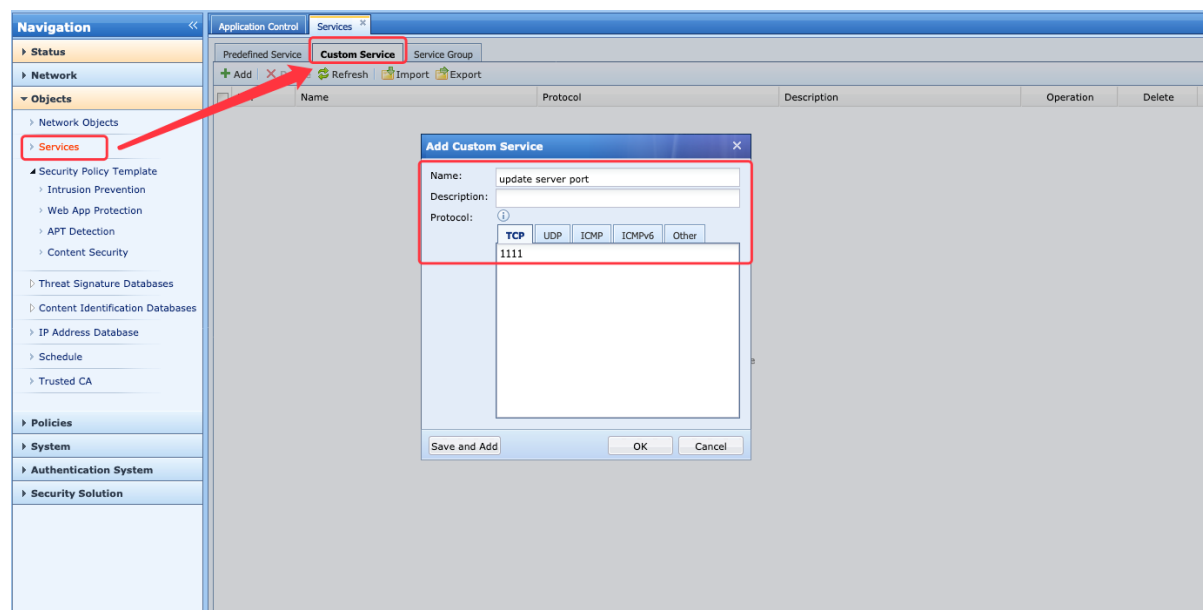 Navigation
Application Control Services
Status
Predefined Service Custom Service Service Group
Network
Add Refresh Import Export
Objects
Name Protocol Description Operation Delete
Network Objects
Services
Add Custom Service
Security Policy Template
Name: update server port
Intrusion Prevention
Description:
Web App Protection
Protocol:
APT Detection
TCP UDP ICMP ICMPv6 Other
Content Security
1111
Threat Signature Databases
Content Identification Databases
IP Address Database
Schedule
Trusted CA
Policies
System
Save and Add OK Cancel
Authentication System
Security Solution